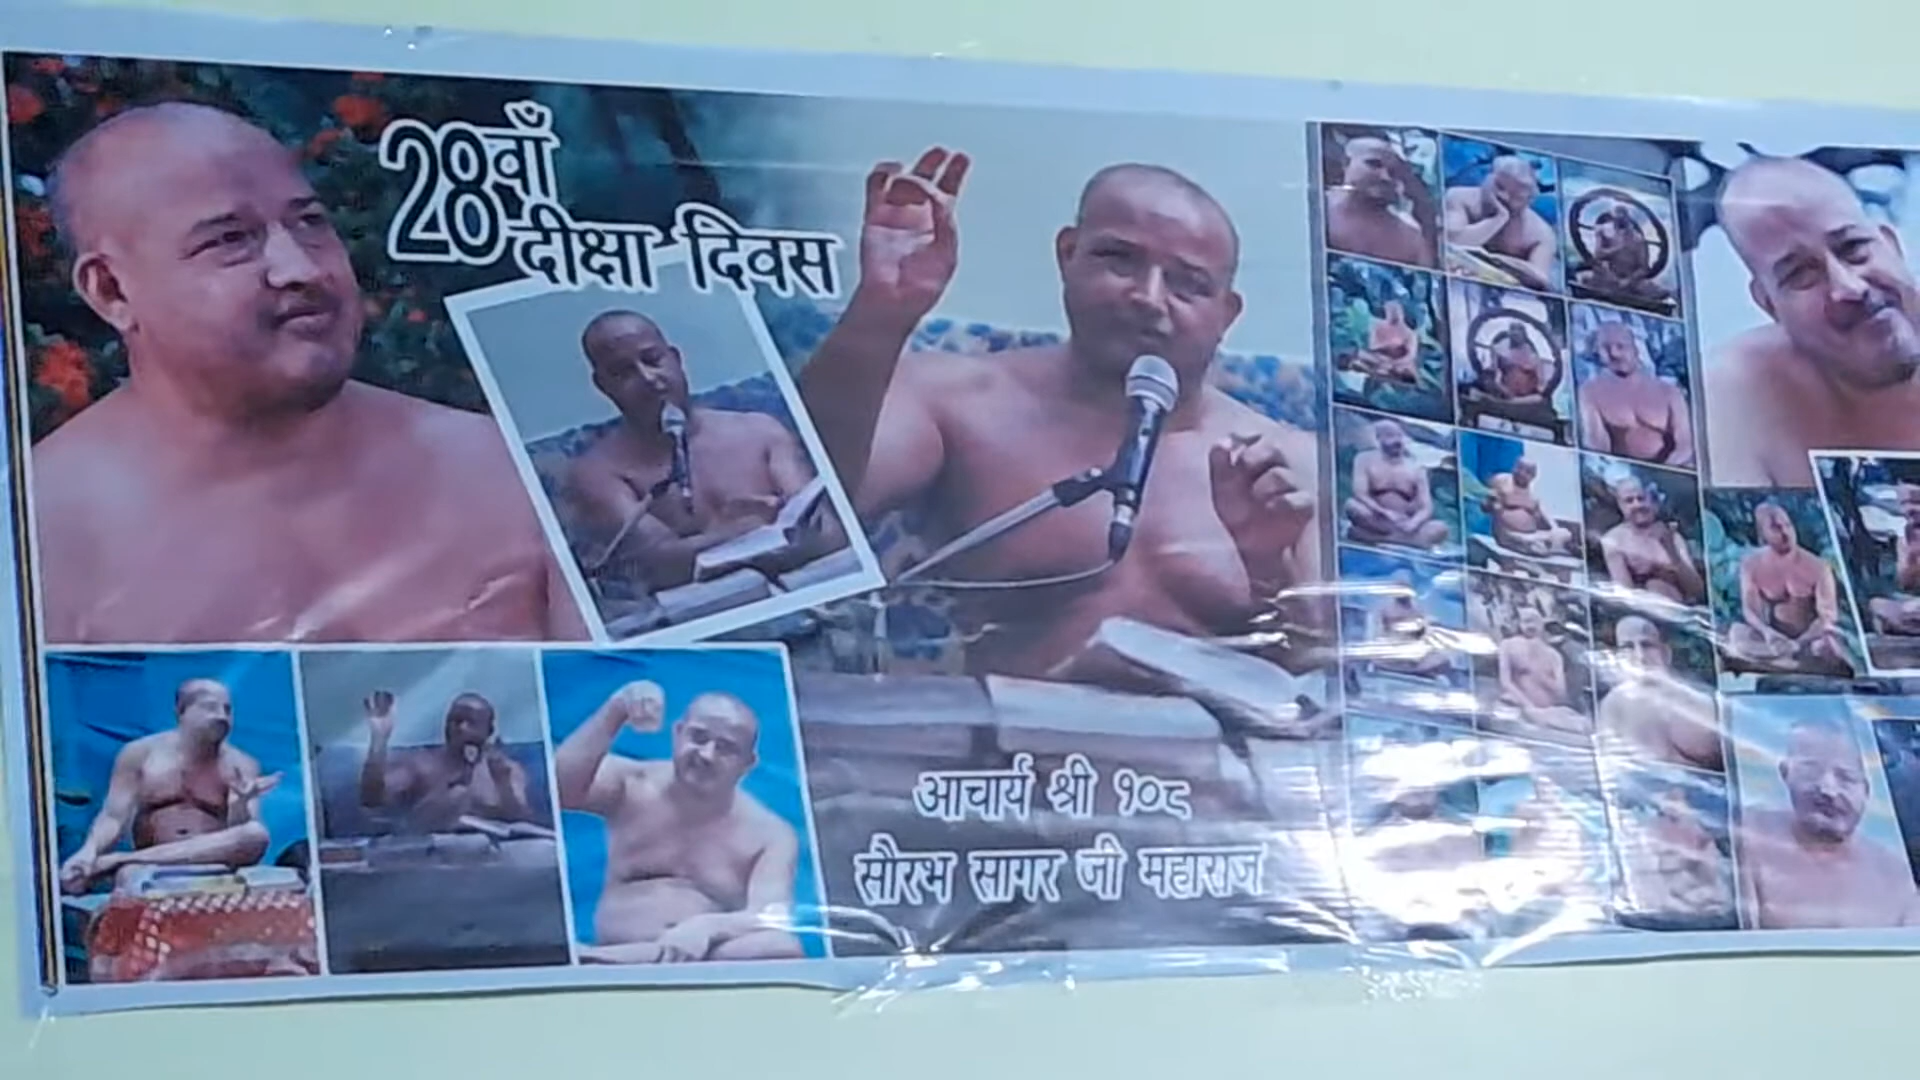 28वाँ
दीक्षा दिवस
आचार्य श्री १०८
सौरभ सागर जी महाराज